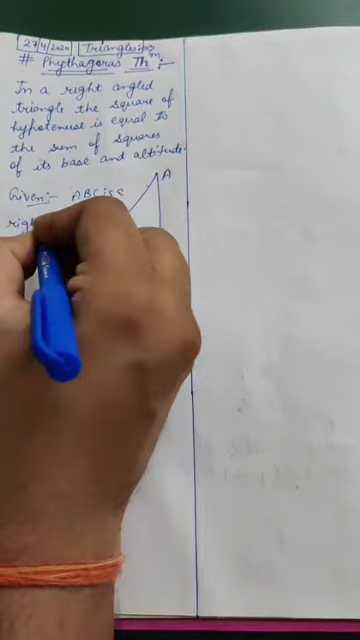 27/4/2020 Triangles
# Phythagoras Thm:-
In a right angled
triangle the square of
hypotenuse is equal to
the sum of squares
of its base and altitude.
A
Given:- ABC is a